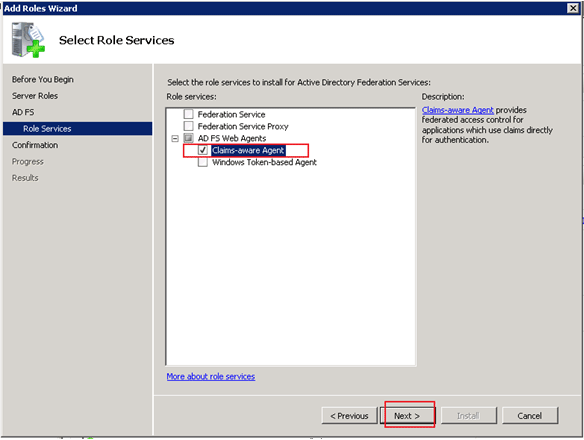 Add Roles Wizard
Select Role Services
Before You Begin
Server Roles
AD FS
Role Services
Confirmation
Progress
Results
Select the role services to install for Active Directory Federation Services:
Role services:
Federation Service
Federation Service Proxy
AD FS Web Agents
Claims-aware Agent
Windows Token-based Agent
Description:
Claims-aware Agent provides
federated access control for
applications which use claims directly
for authentication.
More about role services
< Previous
Next >
Install
Cancel